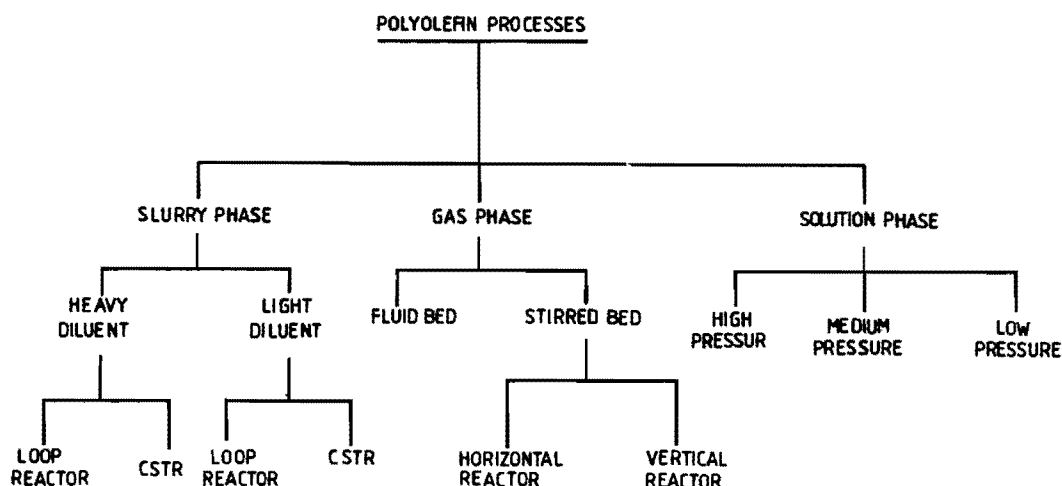 POLYOLEFIN PROCESSES
SLURRY PHASE
GAS PHASE
SOLUTION PHASE
HEAVY
DILUENT
LIGHT
DILUENT
FLUID BED
STIRRED BED
HIGH
PRESSUR
MEDIUM
PRESSURE
LOW
PRESSURE
LOOP
REACTOR
CSTR
LOOP
REACTOR
CSTR
HORIZONTAL
REACTOR
VERTICAL
REACTOR